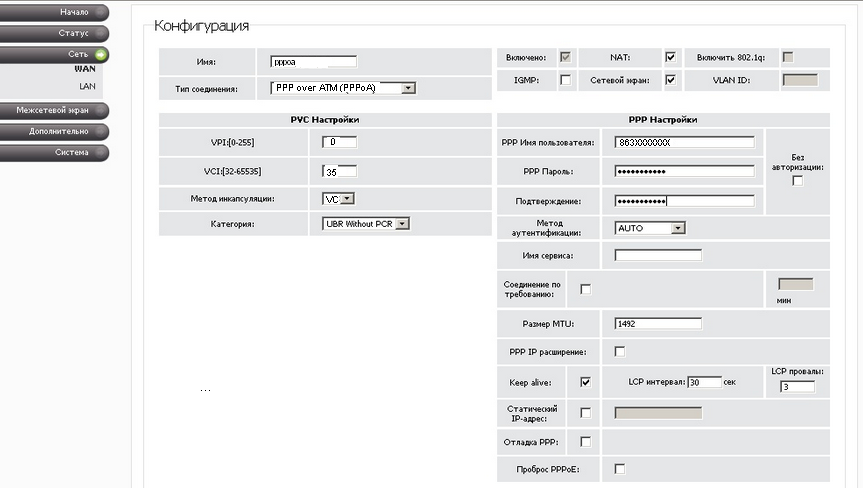 Начало
Статус
Сеть
WAN
LAN
Межсетевой экран
Дополнительно
Система
Конфигурация
Имя: pppoa
Тип соединения: PPP over ATM (PPPoA)
Включено: NAT: Включить 802.1q:
IGMP: Сетевой экран: VLAN ID:
PVC Настройки
VPI:[0-255] 0
VCI:[32-65535] 35
Метод инкапсуляции: VC
Категория: UBR Without PCR
...
PPP Настройки
PPP Имя пользователя: 863XXXXXXX
Без
авторизации:
PPP Пароль: •••••••••••
Подтверждение: •••••••••••
Метод
аутентификации: AUTO
Имя сервиса:
Соединение по
требованию:
мин
Размер MTU: 1492
PPP IP расширение:
Keep alive: LCP интервал: 30 сек
LCP провалы:
3
Статический
IP-адрес:
Отладка PPP:
Проброс PPPoE: